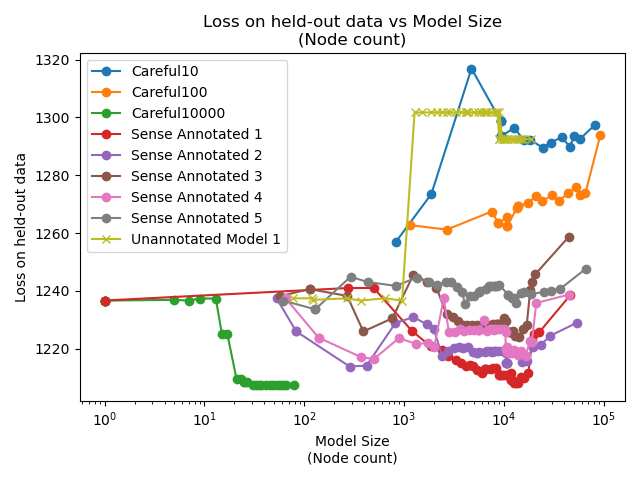 Loss on held-out data vs Model Size
(Node count)
1320
1300
1280
1260
1240
1220
Loss on held-out data
Careful10
Careful100
Careful10000
Sense Annotated 1
Sense Annotated 2
Sense Annotated 3
Sense Annotated 4
Sense Annotated 5
Unannotated Model 1
10⁰ 10¹ 10² 10³ 10⁴ 10⁵
Model Size
(Node count)